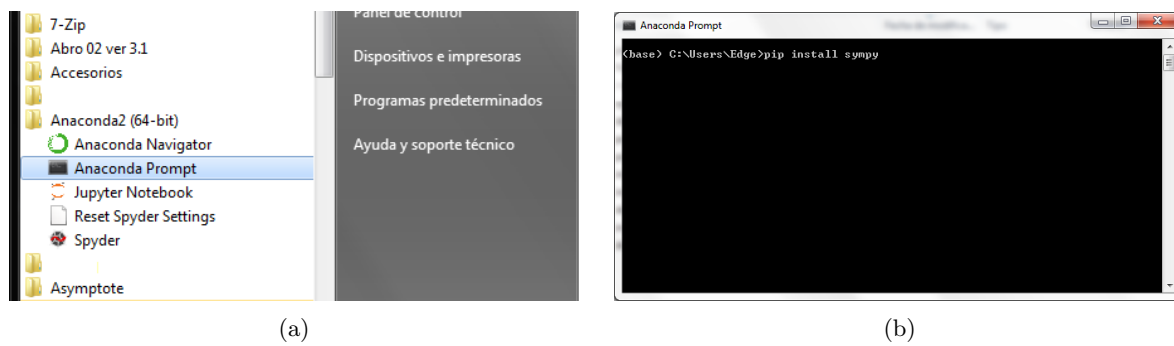 7-Zip
Abro 02 ver 3.1
Accesorios
Anaconda2 (64-bit)
Anaconda Navigator
Anaconda Prompt
Jupyter Notebook
Reset Spyder Settings
Spyder
Asymptote
Panel de control
Dispositivos e impresoras
Programas predeterminados
Ayuda y soporte técnico
(a)
Anaconda Prompt
(base) C:\Users\Edge>pip install sympy
(b)